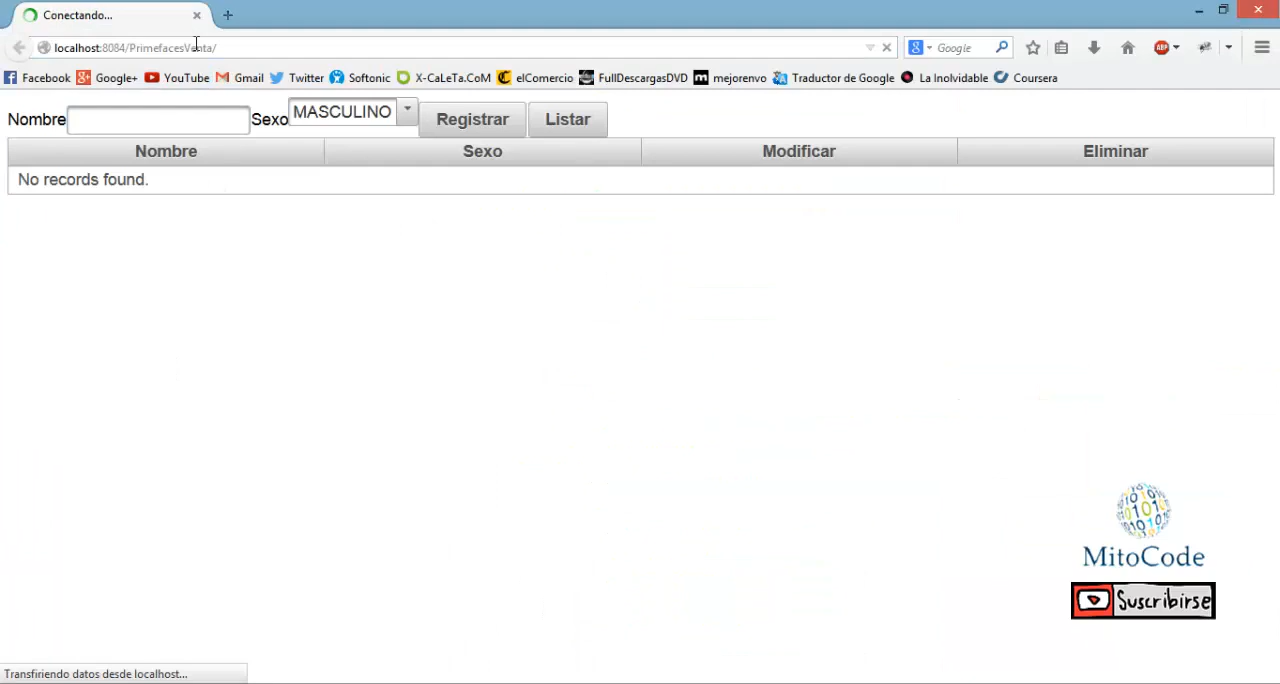 Conectando...
localhost:8084/PrimefacesVenta/
Google
Facebook Google+ YouTube Gmail Twitter Softonic X-CaLeTa.CoM elComercio FullDescargasDVD mejorenvo Traductor de Google La Inolvidable Coursera
Nombre Sexo MASCULINO Registrar Listar
Nombre Sexo Modificar Eliminar
No records found.
MitoCode
Suscribirse
Transfiriendo datos desde localhost...